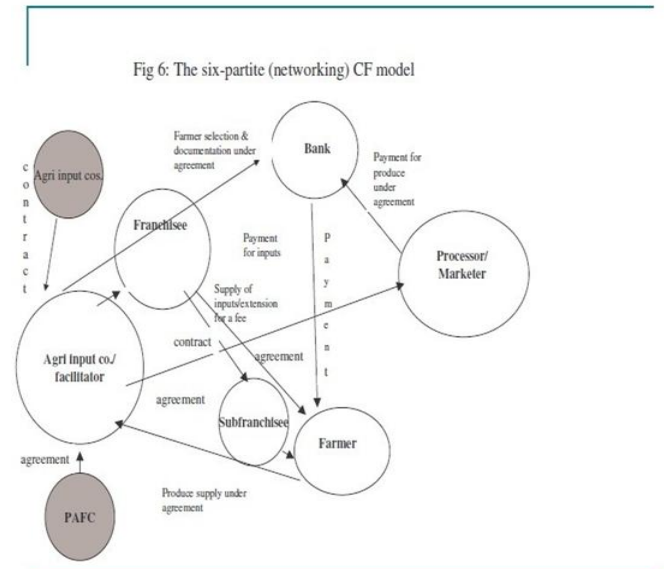 Fig 6: The six-partite (networking) CF model
contract
Agri input cos.
Farmer selection &
documentation under
agreement
Bank
Payment for
produce
under
agreement
Franchisee
Payment
for inputs
Payment
Processor/
Marketer
Supply of
inputs/extension
for a fee
contract
agreement
Agri input co./
facilitator
agreement
Subfranchisee
Farmer
agreement
Produce supply under
agreement
PAFC